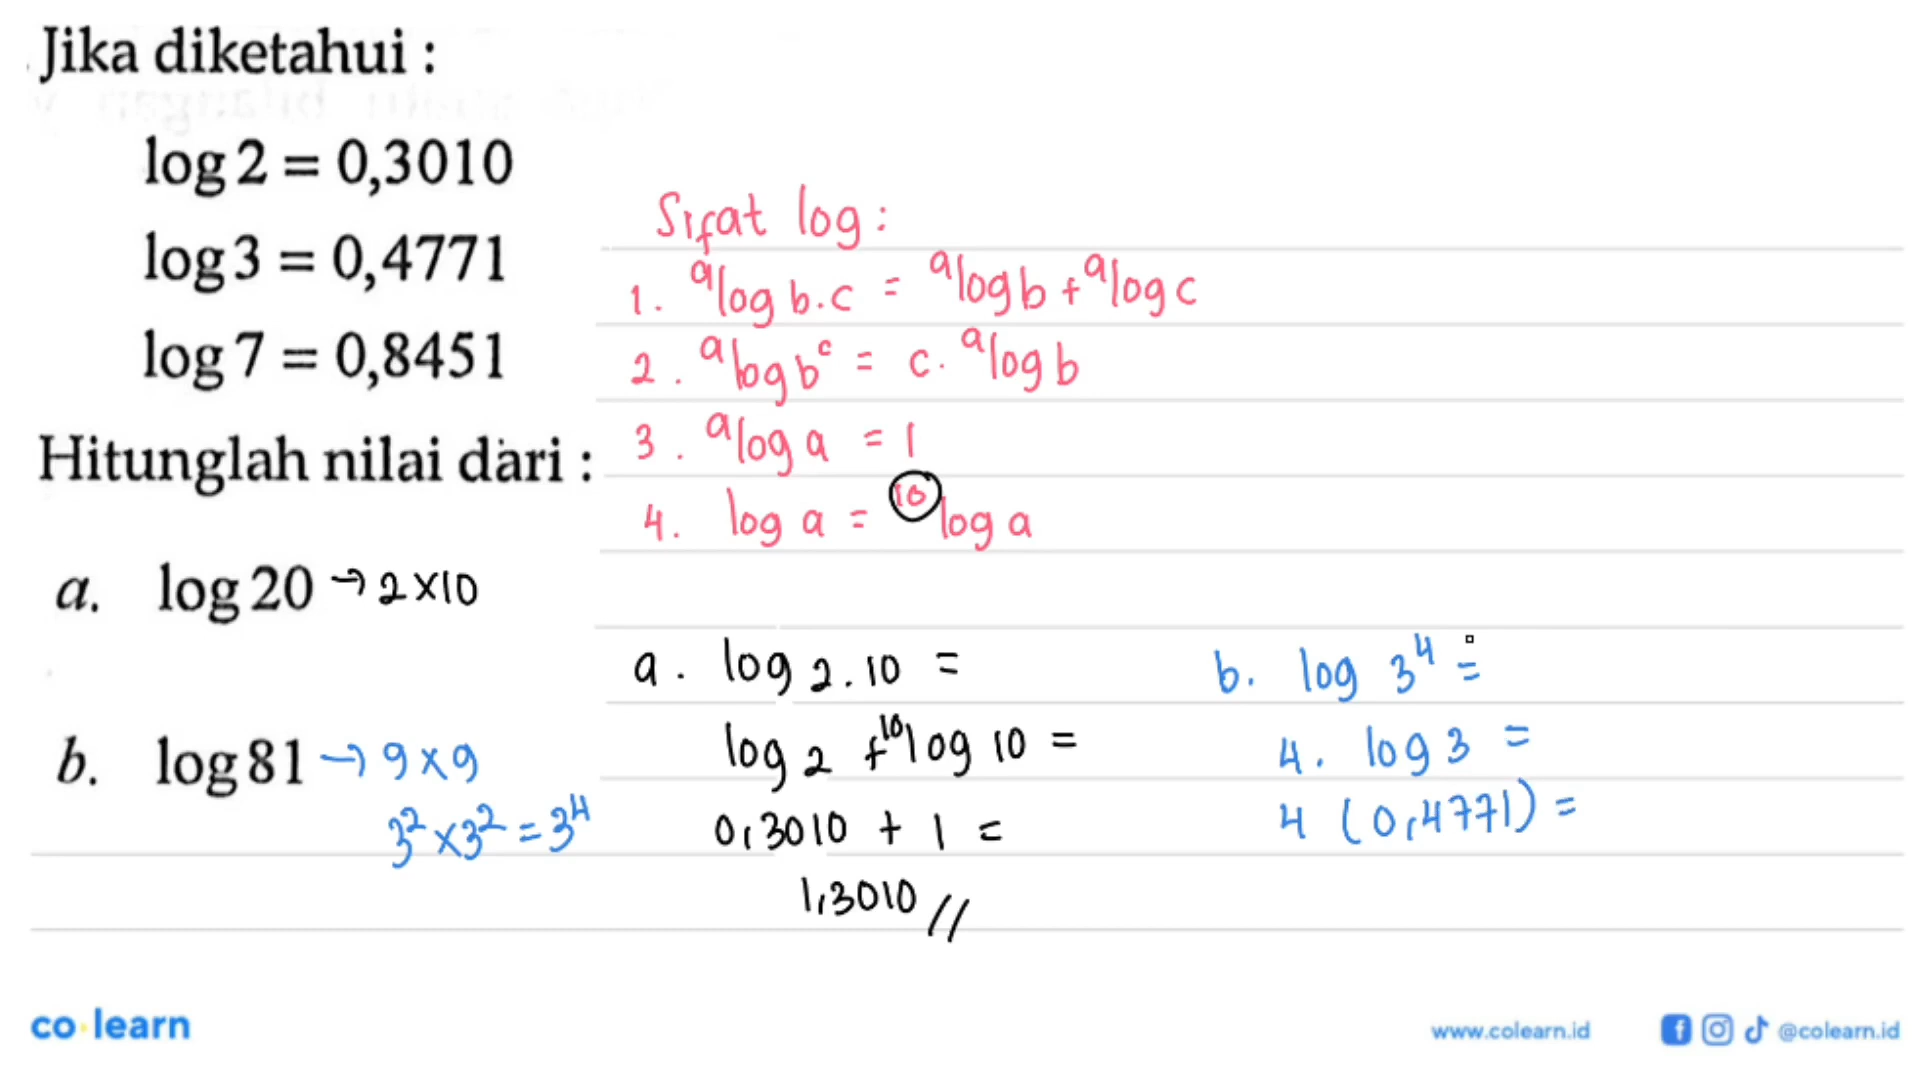 Jika diketahui :
log 2 = 0,3010
log 3 = 0,4771
log 7 = 0,8451
Hitunglah nilai dari :
a. log 20 → 2 × 10
b. log 81 → 9 × 9
3² × 3² = 3⁴
Sifat log :
1. ᵃlog b.c = ᵃlog b + ᵃlog c
2. ᵃlog bᶜ = c. ᵃlog b
3. ᵃlog a = 1
4. log a = ¹⁰log a
a. log 2.10 =
log 2 + ¹⁰log 10 =
0,3010 + 1 =
1,3010 //
b. log 3⁴ =
4. log 3 =
4 (0,4771) =
co learn
www.colearn.id
@colearn.id